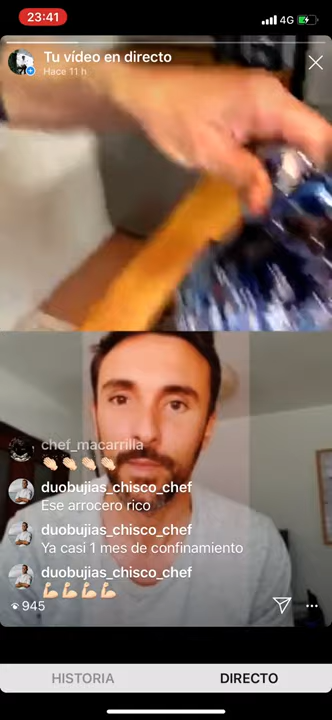 23:41
4G
Tu vídeo en directo
Hace 11 h
chef_macarrilla
👏🏻👏🏻👏🏻👏🏻
duobujias_chisco_chef
Ese arrocero rico
duobujias_chisco_chef
Ya casi 1 mes de confinamiento
duobujias_chisco_chef
💪🏻💪🏻💪🏻💪🏻
945
HISTORIA
DIRECTO